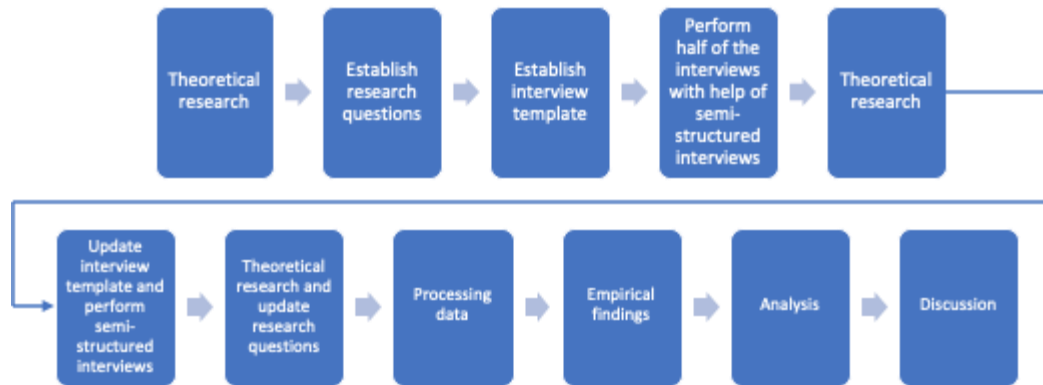 Theoretical
research
Establish
research
questions
Establish
interview
template
Perform
half of the
interviews
with help of
semi-
structured
interviews
Theoretical
research
Update
interview
template and
perform
semi-
structured
interviews
Theoretical
research and
update
research
questions
Processing
data
Empirical
findings
Analysis
Discussion